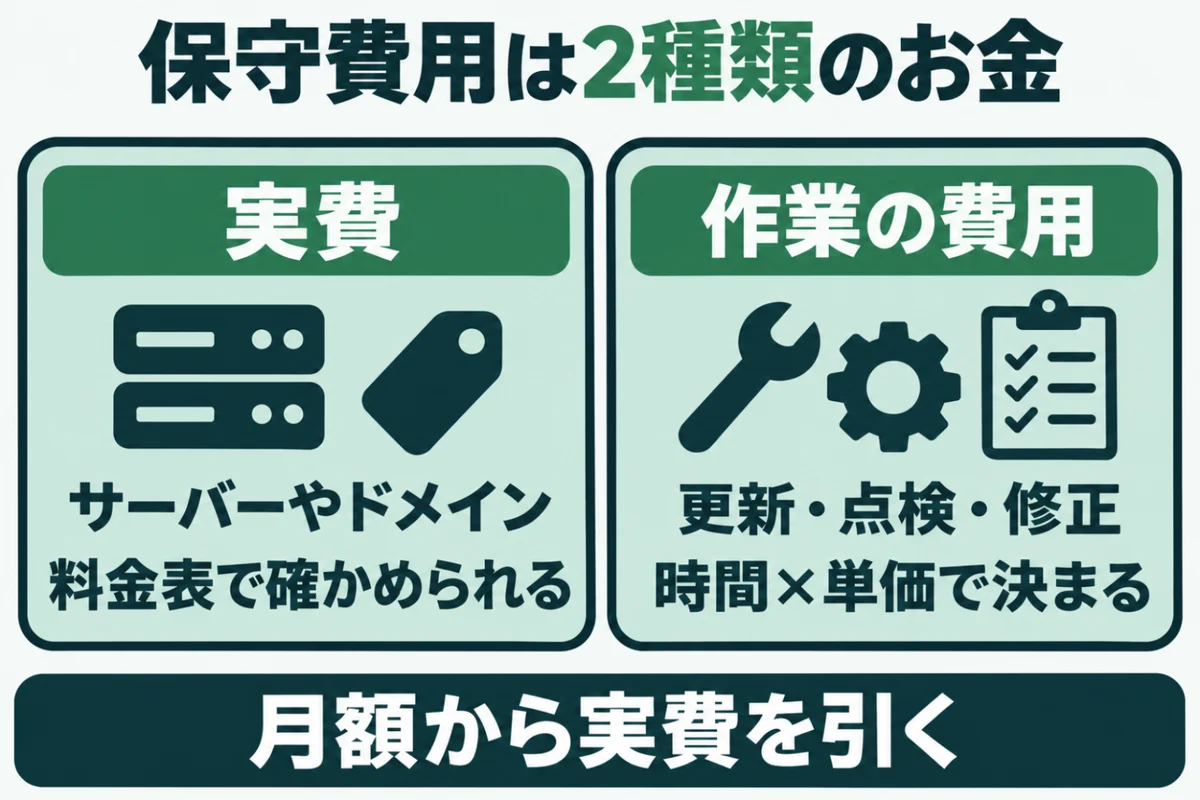 保守費用は2種類のお金
実費
サーバーやドメイン
料金表で確かめられる
作業の費用
更新・点検・修正
時間×単価で決まる
月額から実費を引く